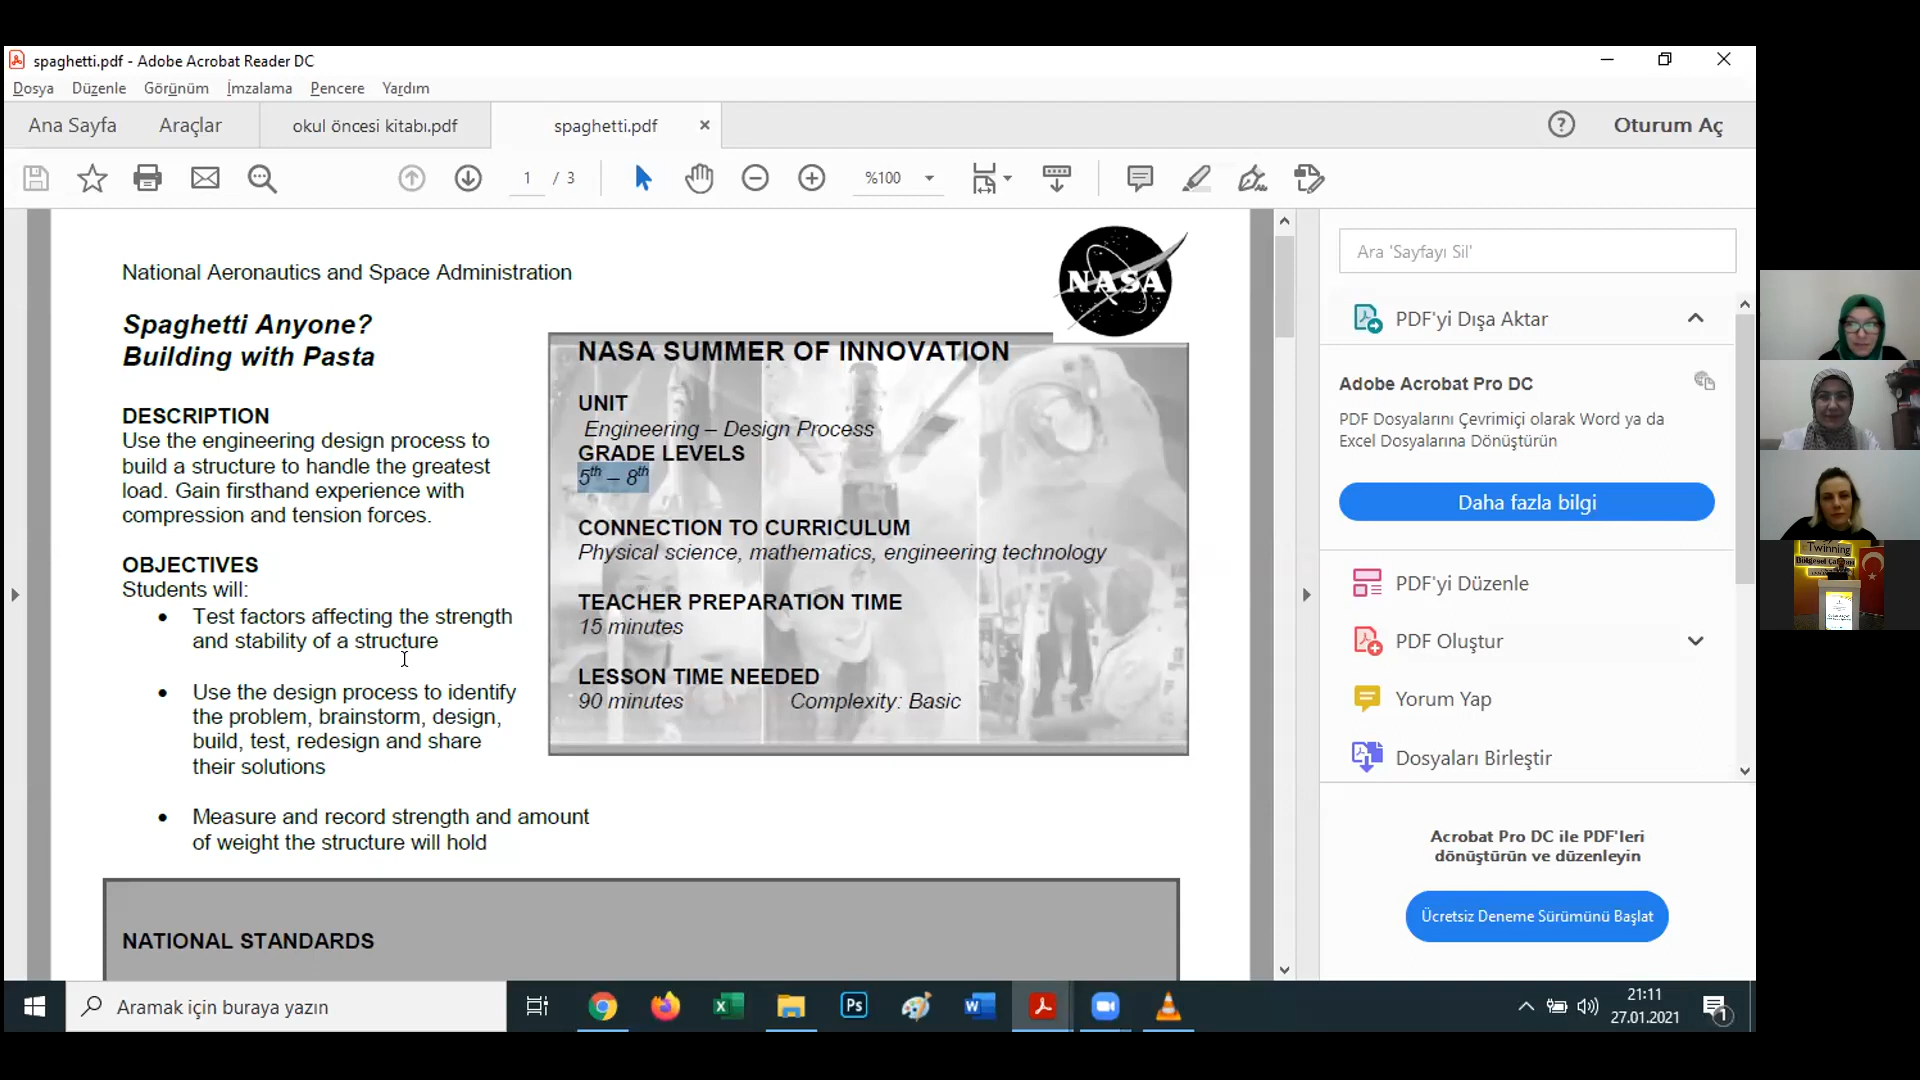 spaghetti.pdf - Adobe Acrobat Reader DC
Dosya Düzenle Görünüm İmzalama Pencere Yardım
Ana Sayfa Araçlar okul öncesi kitabı.pdf spaghetti.pdf × ? Oturum Aç
1 / 3 %100
National Aeronautics and Space Administration
NASA
Spaghetti Anyone?
Building with Pasta
DESCRIPTION
Use the engineering design process to
build a structure to handle the greatest
load. Gain firsthand experience with
compression and tension forces.
OBJECTIVES
Students will:
• Test factors affecting the strength
and stability of a structure
• Use the design process to identify
the problem, brainstorm, design,
build, test, redesign and share
their solutions
• Measure and record strength and amount
of weight the structure will hold
NASA SUMMER OF INNOVATION
UNIT
Engineering – Design Process
GRADE LEVELS
5th – 8th
CONNECTION TO CURRICULUM
Physical science, mathematics, engineering technology
TEACHER PREPARATION TIME
15 minutes
LESSON TIME NEEDED
90 minutes Complexity: Basic
NATIONAL STANDARDS
Ara 'Sayfayı Sil'
PDF'yi Dışa Aktar
Adobe Acrobat Pro DC
PDF Dosyalarını Çevrimiçi olarak Word ya da
Excel Dosyalarına Dönüştürün
Daha fazla bilgi
PDF'yi Düzenle
PDF Oluştur
Yorum Yap
Dosyaları Birleştir
Acrobat Pro DC ile PDF'leri
dönüştürün ve düzenleyin
Ücretsiz Deneme Sürümünü Başlat
Twinning
Aramak için buraya yazın
Ps
21:11
27.01.2021
1